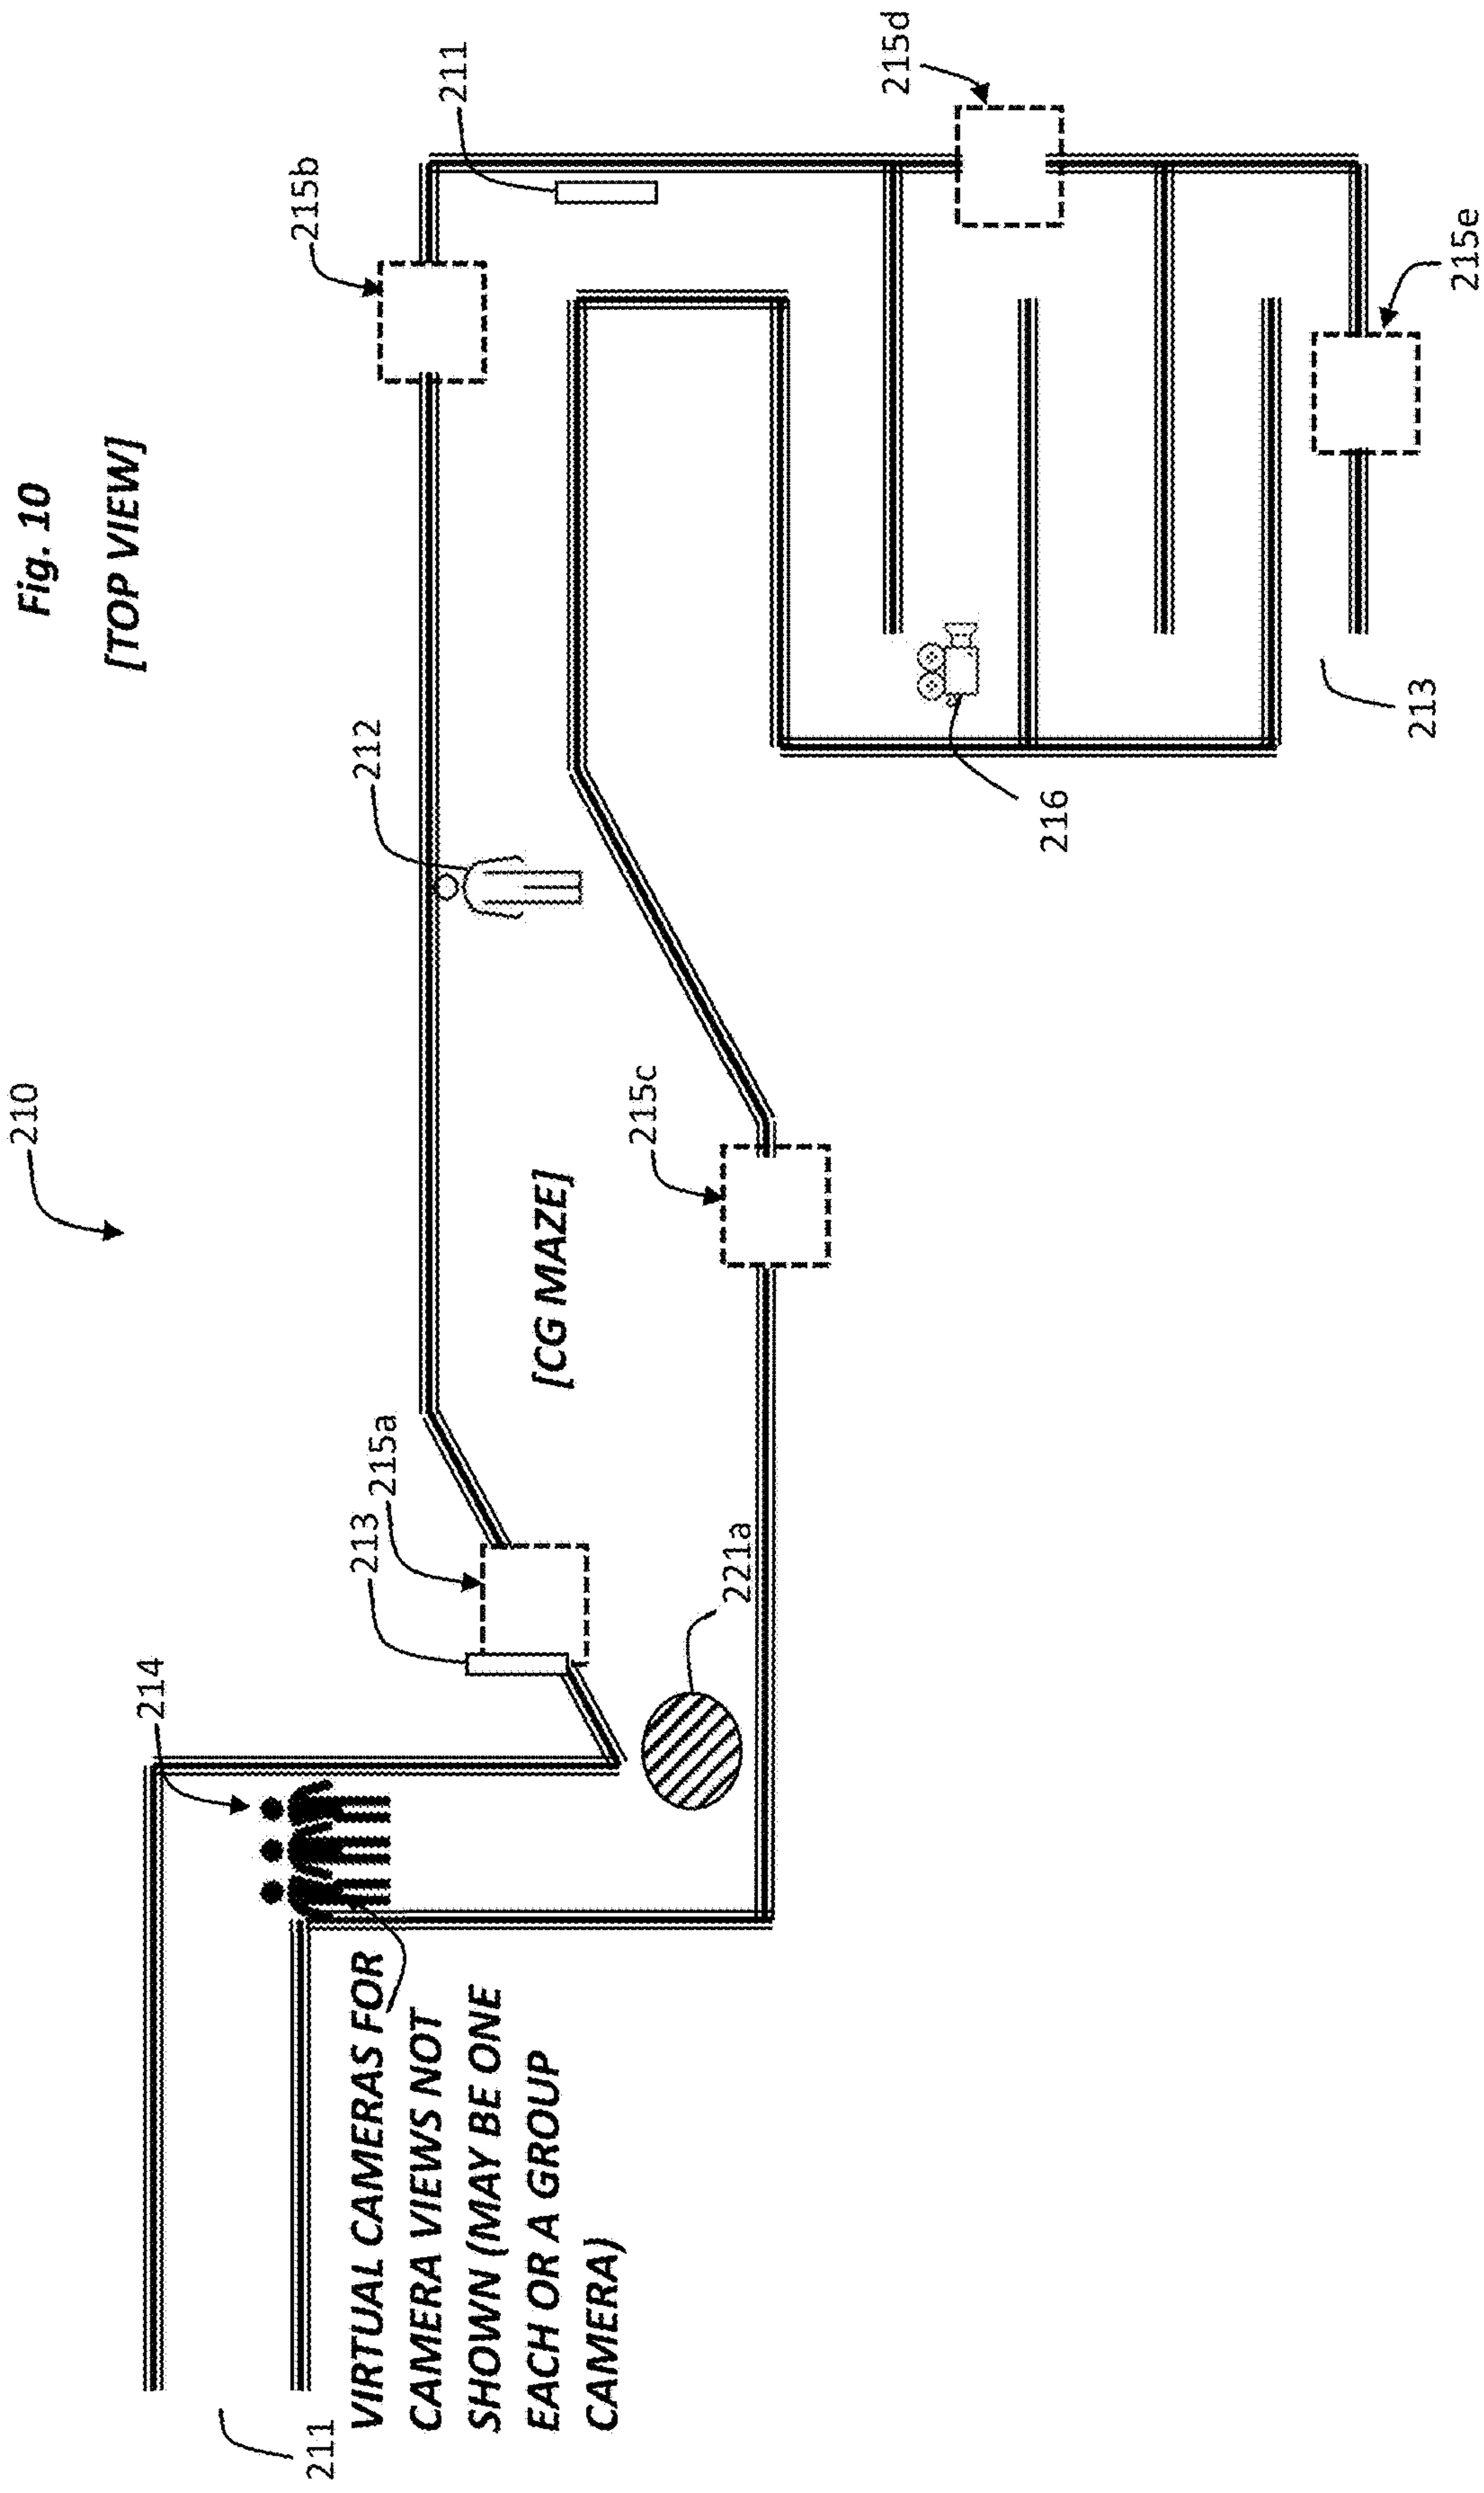 Fig. 10
[TOP VIEW]
210
211
215b
212
214
213
215a
215d
[CG MAZE]
215c
221a
216
215e
213
211
VIRTUAL CAMERAS FOR
CAMERA VIEWS NOT
SHOWN (MAY BE ONE
EACH OR A GROUP
CAMERA)